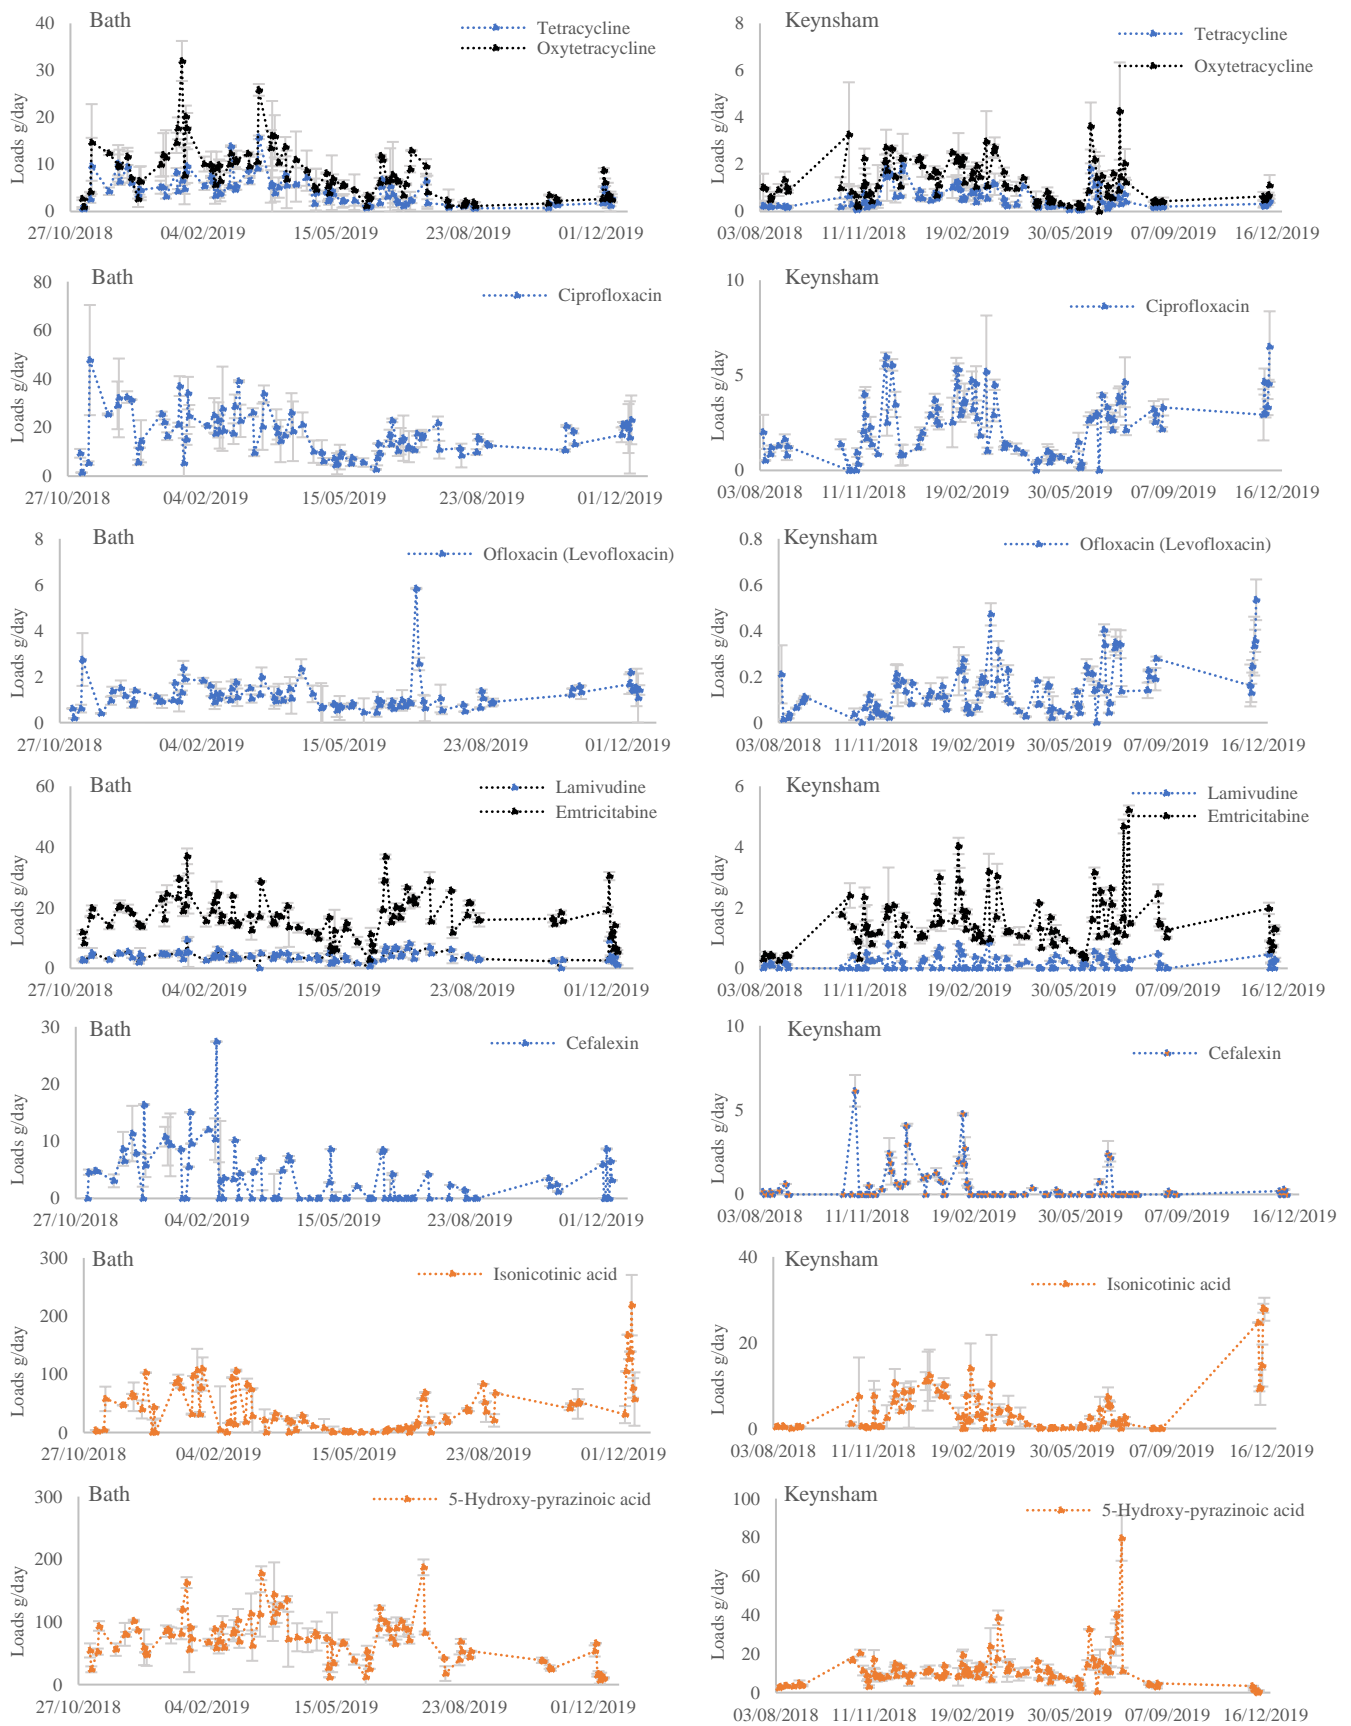 Bath
Tetracycline
Oxytetracycline
Loads g/day
40
30
20
10
0
27/10/2018 04/02/2019 15/05/2019 23/08/2019 01/12/2019
Keynsham
Tetracycline
Oxytetracycline
Loads g/day
8
6
4
2
0
03/08/2018 11/11/2018 19/02/2019 30/05/2019 07/09/2019 16/12/2019
Bath
Ciprofloxacin
Loads g/day
80
60
40
20
0
27/10/2018 04/02/2019 15/05/2019 23/08/2019 01/12/2019
Keynsham
Ciprofloxacin
Loads g/day
10
5
0
03/08/2018 11/11/2018 19/02/2019 30/05/2019 07/09/2019 16/12/2019
Bath
Ofloxacin (Levofloxacin)
Loads g/day
8
6
4
2
0
27/10/2018 04/02/2019 15/05/2019 23/08/2019 01/12/2019
Keynsham
Ofloxacin (Levofloxacin)
Loads g/day
0.8
0.6
0.4
0.2
0
03/08/2018 11/11/2018 19/02/2019 30/05/2019 07/09/2019 16/12/2019
Bath
Lamivudine
Emtricitabine
Loads g/day
60
40
20
0
27/10/2018 04/02/2019 15/05/2019 23/08/2019 01/12/2019
Keynsham
Lamivudine
Emtricitabine
Loads g/day
6
4
2
0
03/08/2018 11/11/2018 19/02/2019 30/05/2019 07/09/2019 16/12/2019
Bath
Cefalexin
Loads g/day
30
20
10
0
27/10/2018 04/02/2019 15/05/2019 23/08/2019 01/12/2019
Keynsham
Cefalexin
Loads g/day
10
5
0
03/08/2018 11/11/2018 19/02/2019 30/05/2019 07/09/2019 16/12/2019
Bath
Isonicotinic acid
Loads g/day
300
200
100
0
27/10/2018 04/02/2019 15/05/2019 23/08/2019 01/12/2019
Keynsham
Isonicotinic acid
Loads g/day
40
20
0
03/08/2018 11/11/2018 19/02/2019 30/05/2019 07/09/2019 16/12/2019
Bath
5-Hydroxy-pyrazinoic acid
Loads g/day
300
200
100
0
27/10/2018 04/02/2019 15/05/2019 23/08/2019 01/12/2019
Keynsham
5-Hydroxy-pyrazinoic acid
Loads g/day
100
80
60
40
20
0
03/08/2018 11/11/2018 19/02/2019 30/05/2019 07/09/2019 16/12/2019